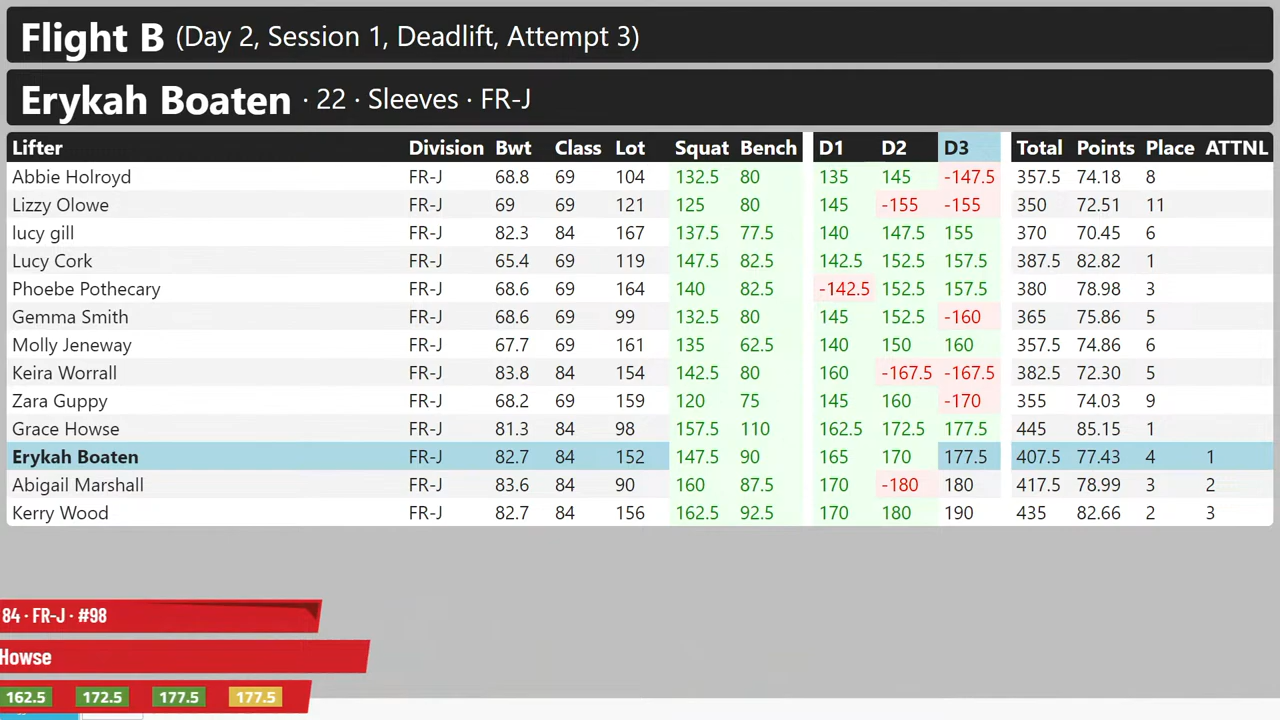 Flight B (Day 2, Session 1, Deadlift, Attempt 3)
Erykah Boaten · 22 · Sleeves · FR-J
Lifter Division Bwt Class Lot Squat Bench D1 D2 D3 Total Points Place ATTNL
Abbie Holroyd FR-J 68.8 69 104 132.5 80 135 145 -147.5 357.5 74.18 8
Lizzy Olowe FR-J 69 69 121 125 80 145 -155 -155 350 72.51 11
lucy gill FR-J 82.3 84 167 137.5 77.5 140 147.5 155 370 70.45 6
Lucy Cork FR-J 65.4 69 119 147.5 82.5 142.5 152.5 157.5 387.5 82.82 1
Phoebe Pothecary FR-J 68.6 69 164 140 82.5 -142.5 152.5 157.5 380 78.98 3
Gemma Smith FR-J 68.6 69 99 132.5 80 145 152.5 -160 365 75.86 5
Molly Jeneway FR-J 67.7 69 161 135 62.5 140 150 160 357.5 74.86 6
Keira Worrall FR-J 83.8 84 154 142.5 80 160 -167.5 -167.5 382.5 72.30 5
Zara Guppy FR-J 68.2 69 159 120 75 145 160 -170 355 74.03 9
Grace Howse FR-J 81.3 84 98 157.5 110 162.5 172.5 177.5 445 85.15 1
Erykah Boaten FR-J 82.7 84 152 147.5 90 165 170 177.5 407.5 77.43 4 1
Abigail Marshall FR-J 83.6 84 90 160 87.5 170 -180 180 417.5 78.99 3 2
Kerry Wood FR-J 82.7 84 156 162.5 92.5 170 180 190 435 82.66 2 3
84 · FR-J · #98
Howse
162.5 172.5 177.5 177.5